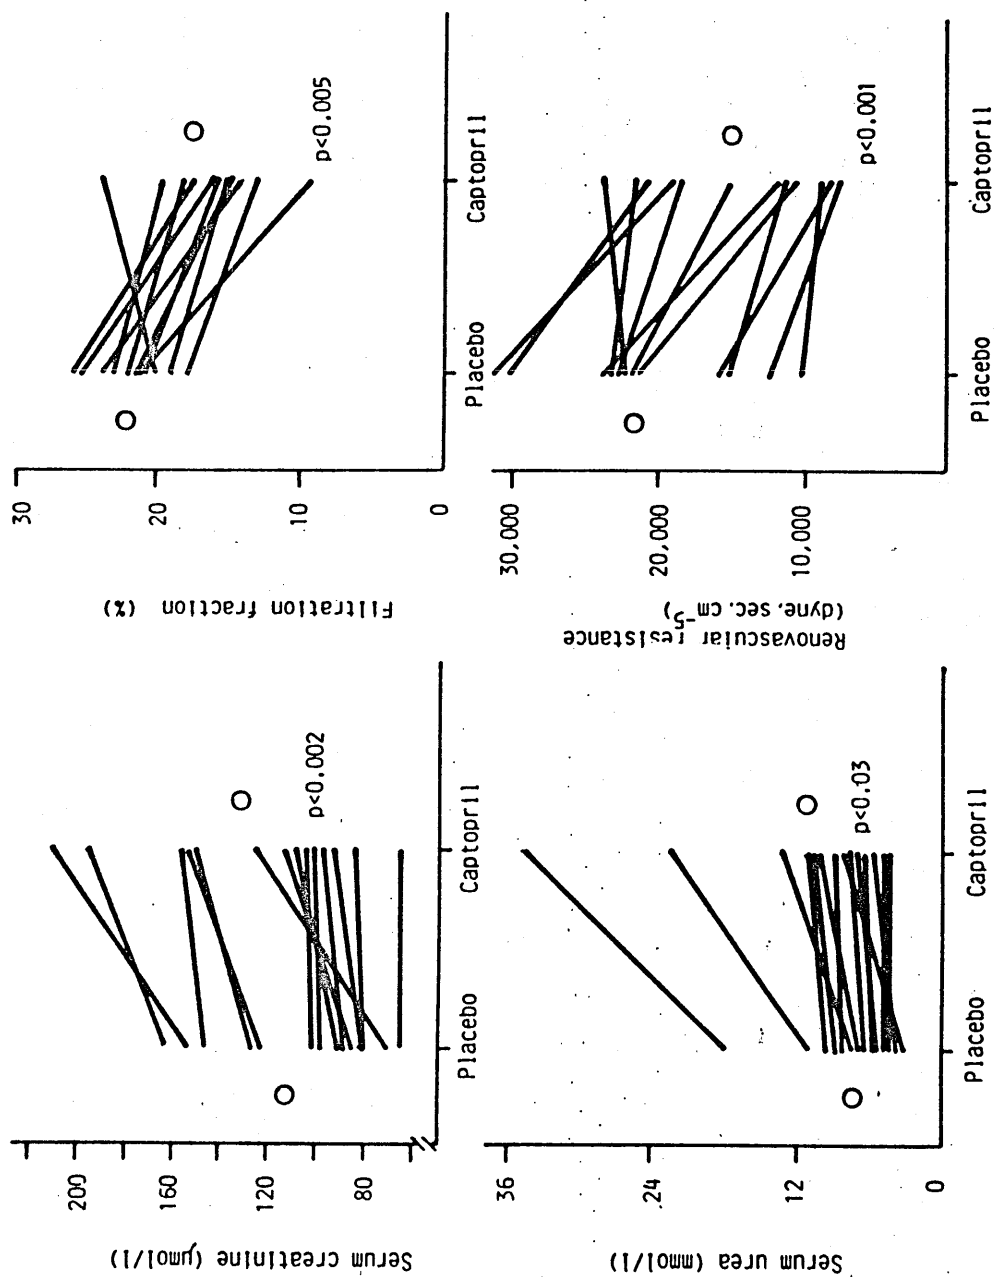 Serum creatinine (µmol/l)
200
160
120
80
Placebo
Captopril
p<0.002
Filtration fraction (%)
30
20
10
0
Placebo
Captopril
p<0.005
Serum urea (mmol/l)
36
24
12
0
Placebo
Captopril
p<0.03
Renovascular resistance
(dyne.sec.cm⁻⁵)
30,000
20,000
10,000
Placebo
Captopril
p<0.001